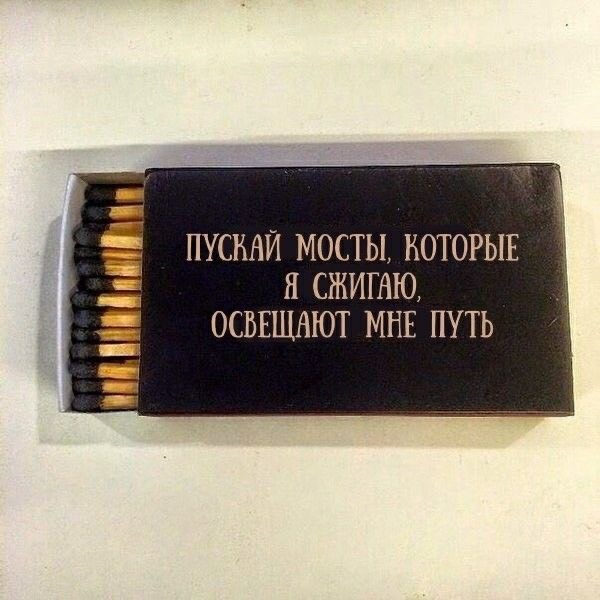 ПУСКАЙ МОСТЫ, КОТОРЫЕ
Я СЖИГАЮ,
ОСВЕЩАЮТ МНЕ ПУТЬ